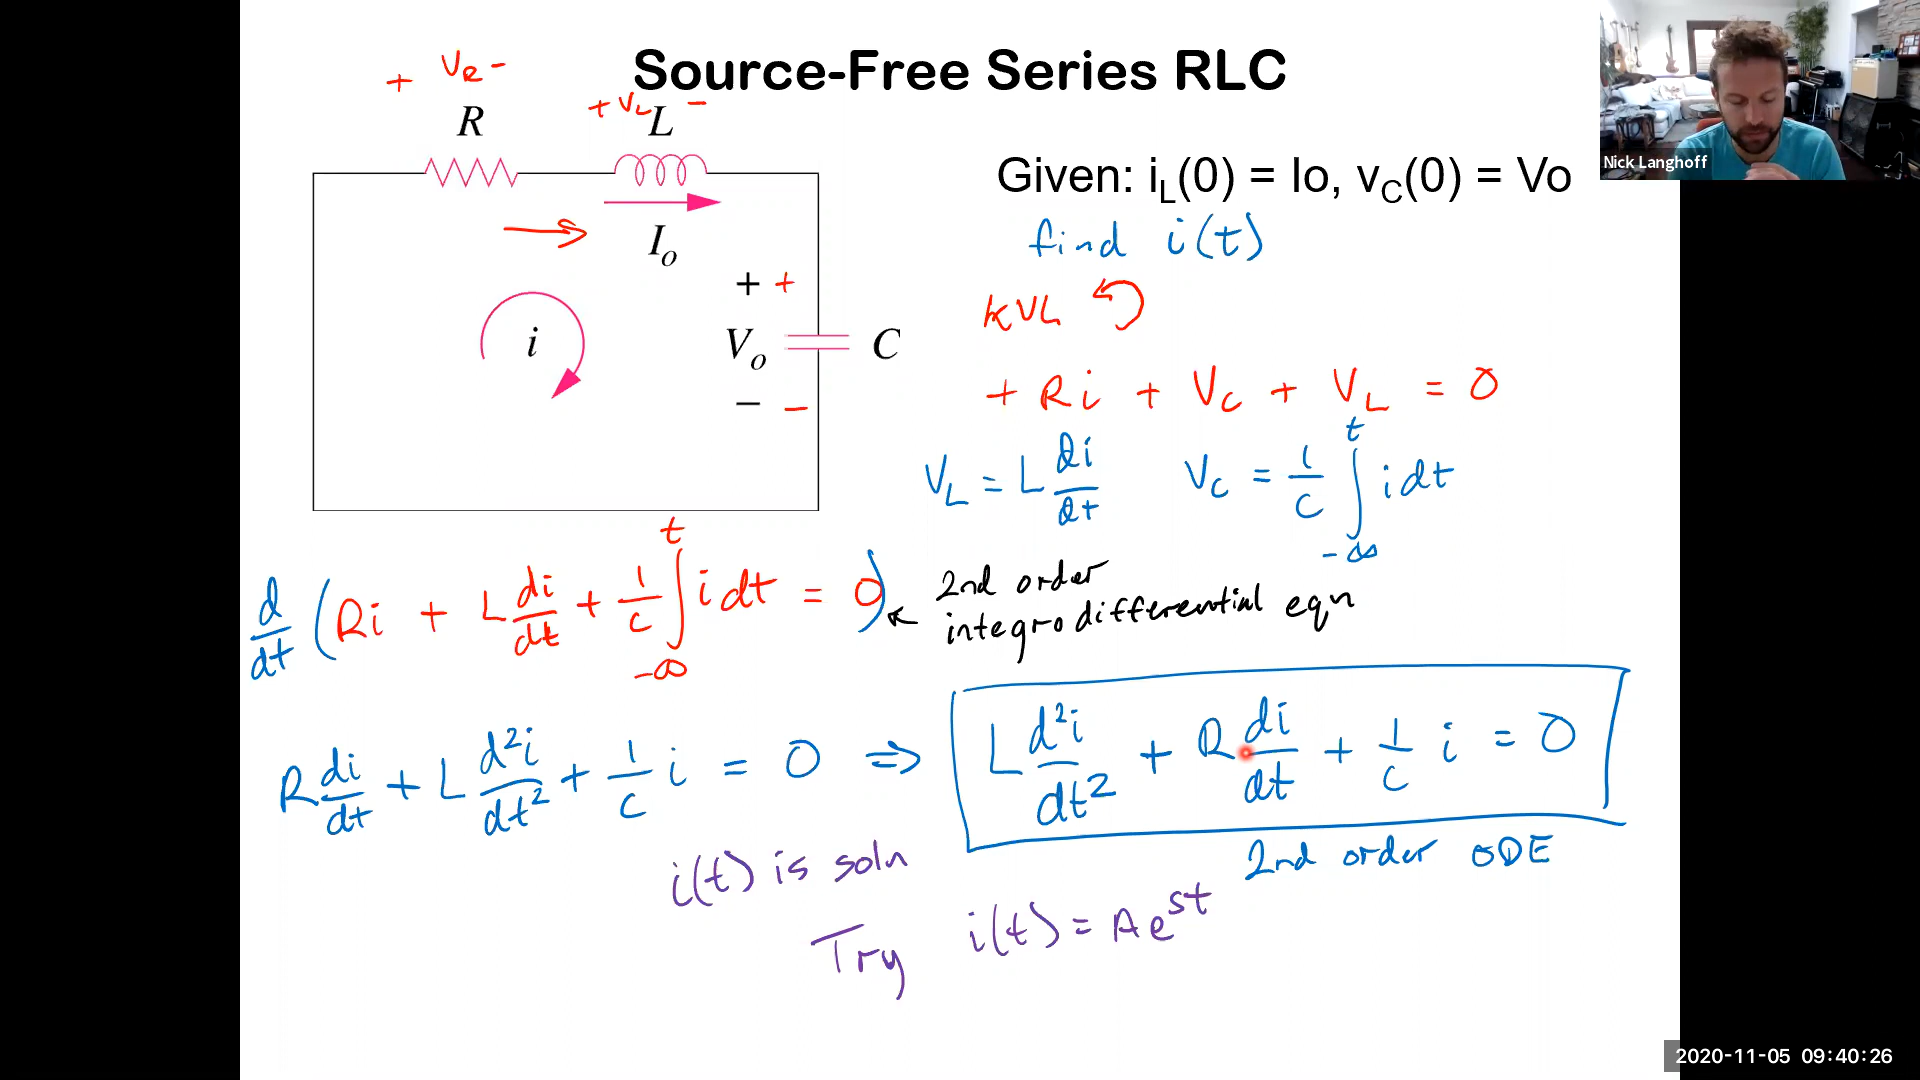 Source-Free Series RLC
+ VR -
R
+ VL -
L
Io
i
+ +
Vo
C
- -
Given: iL(0) = Io, vC(0) = Vo
find i(t)
KVL
+ Ri + VC + VL = 0
VL = L di/dt VC = 1/C ∫ -∞ t i dt
d/dt (Ri + L di/dt + 1/C ∫ -∞ t i dt = 0)
2nd order
integrodifferential eqn
R di/dt + L d²i/dt² + 1/C i = 0 ⇒ L d²i/dt² + R di/dt + 1/C i = 0
2nd order ODE
i(t) is soln
Try i(t) = Ae^st
Nick Langhoff
2020-11-05 09:40:26